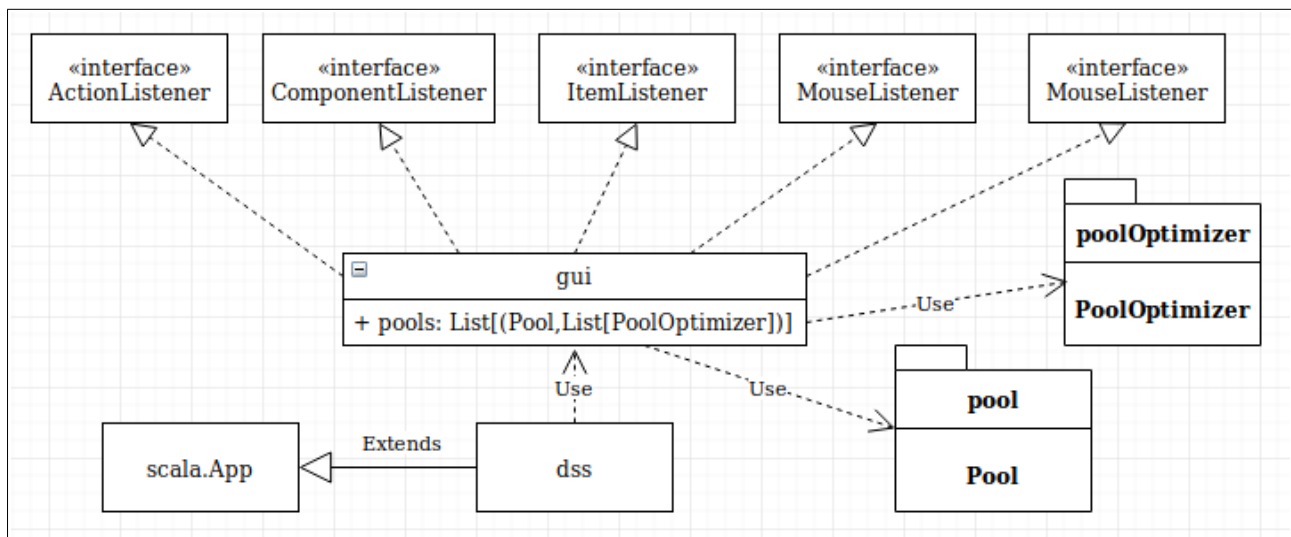 «interface»
ActionListener
«interface»
ComponentListener
«interface»
ItemListener
«interface»
MouseListener
«interface»
MouseListener
poolOptimizer
PoolOptimizer
gui
+ pools: List[(Pool,List[PoolOptimizer])]
Use
Use
Use
pool
Pool
Extends
scala.App
dss